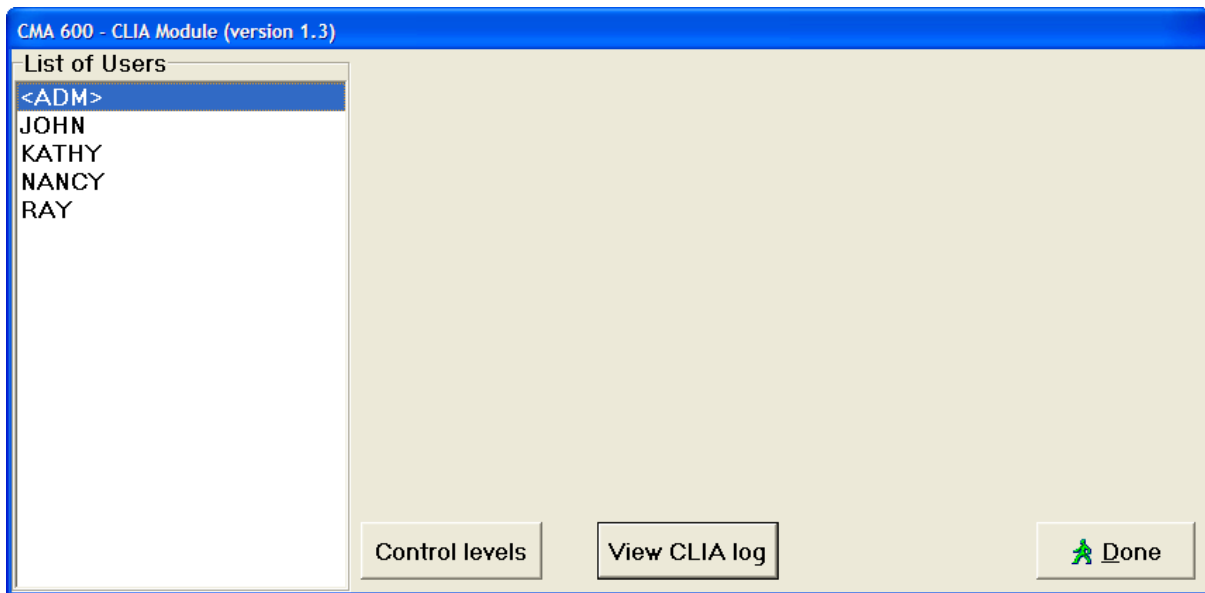 CMA 600 - CLIA Module (version 1.3)
List of Users
<ADM>
JOHN
KATHY
NANCY
RAY
Control levels
View CLIA log
Done